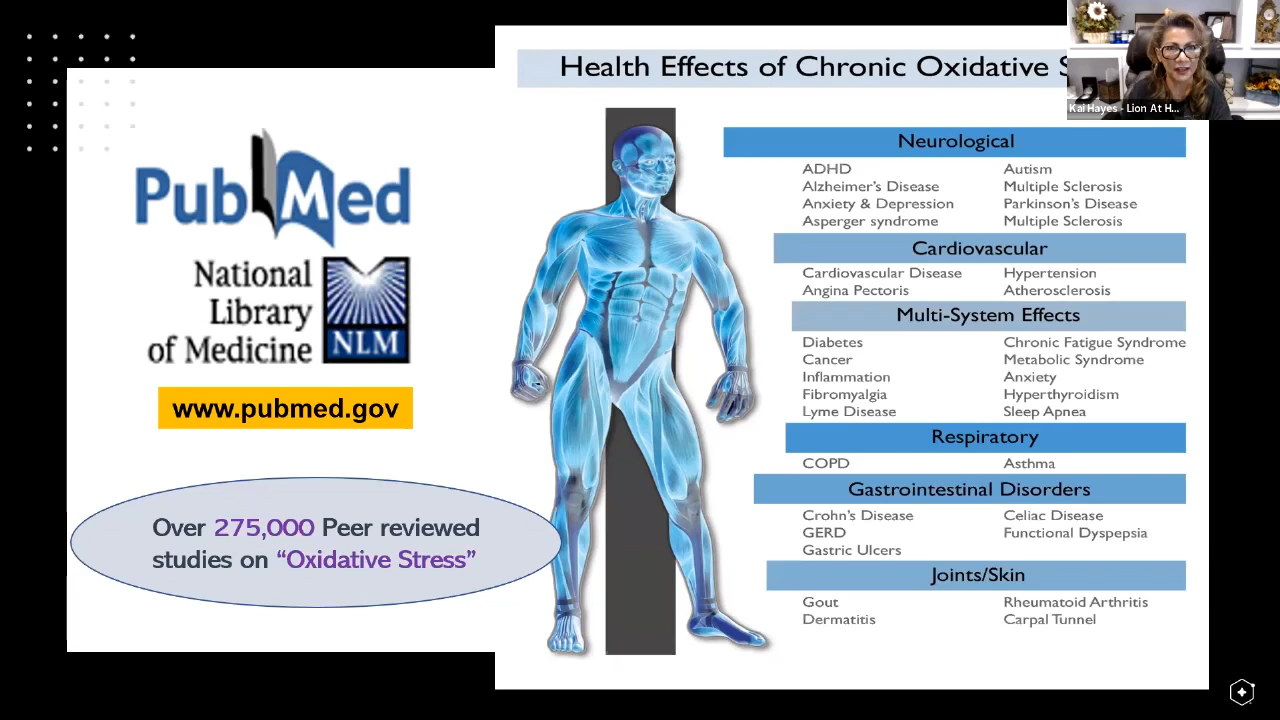 PubMed
National
Library
of Medicine
NLM
www.pubmed.gov
Over 275,000 Peer reviewed
studies on “Oxidative Stress”
Health Effects of Chronic Oxidative S
Kai Hayes - Lion At H...
Neurological
ADHD Autism
Alzheimer's Disease Multiple Sclerosis
Anxiety & Depression Parkinson's Disease
Asperger syndrome Multiple Sclerosis
Cardiovascular
Cardiovascular Disease Hypertension
Angina Pectoris Atherosclerosis
Multi-System Effects
Diabetes Chronic Fatigue Syndrome
Cancer Metabolic Syndrome
Inflammation Anxiety
Fibromyalgia Hyperthyroidism
Lyme Disease Sleep Apnea
Respiratory
COPD Asthma
Gastrointestinal Disorders
Crohn's Disease Celiac Disease
GERD Functional Dyspepsia
Gastric Ulcers
Joints/Skin
Gout Rheumatoid Arthritis
Dermatitis Carpal Tunnel